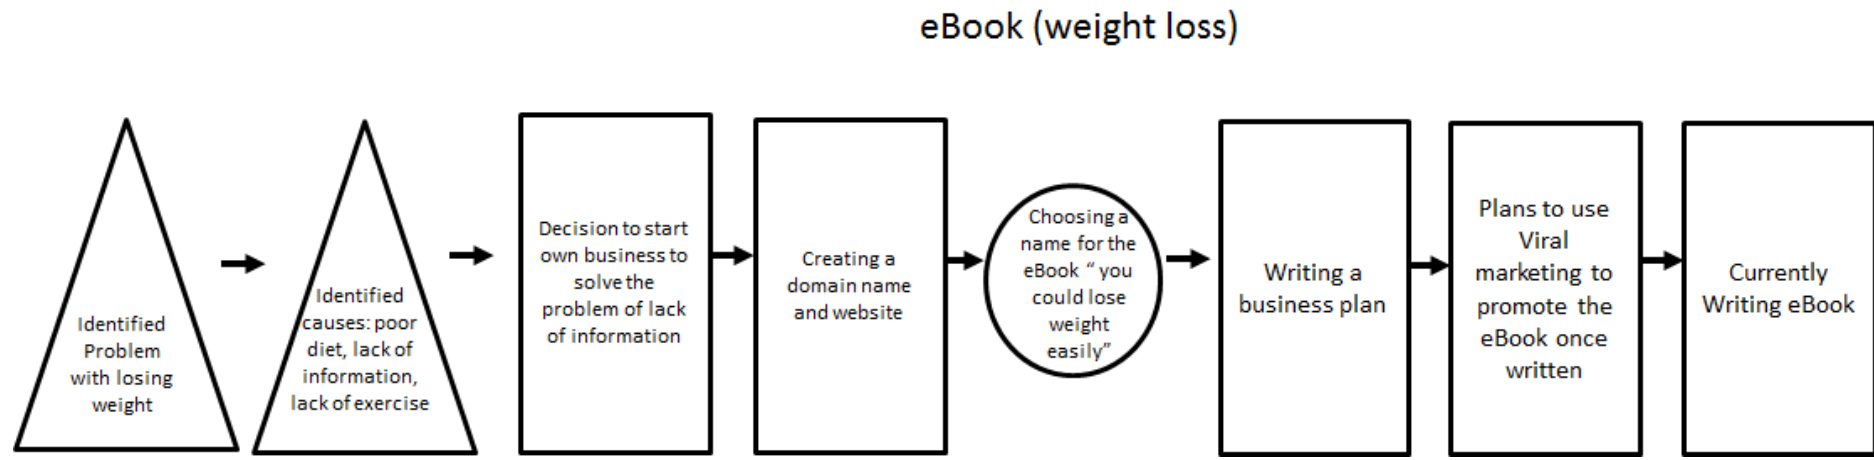 eBook (weight loss)
Identified
Problem
with losing
weight
Identified
causes: poor
diet, lack of
information,
lack of exercise
Decision to start
own business to
solve the
problem of lack
of information
Creating a
domain name
and website
Choosing a
name for the
eBook “ you
could lose
weight
easily”
Writing a
business plan
Plans to use
Viral
marketing to
promote the
eBook once
written
Currently
Writing eBook